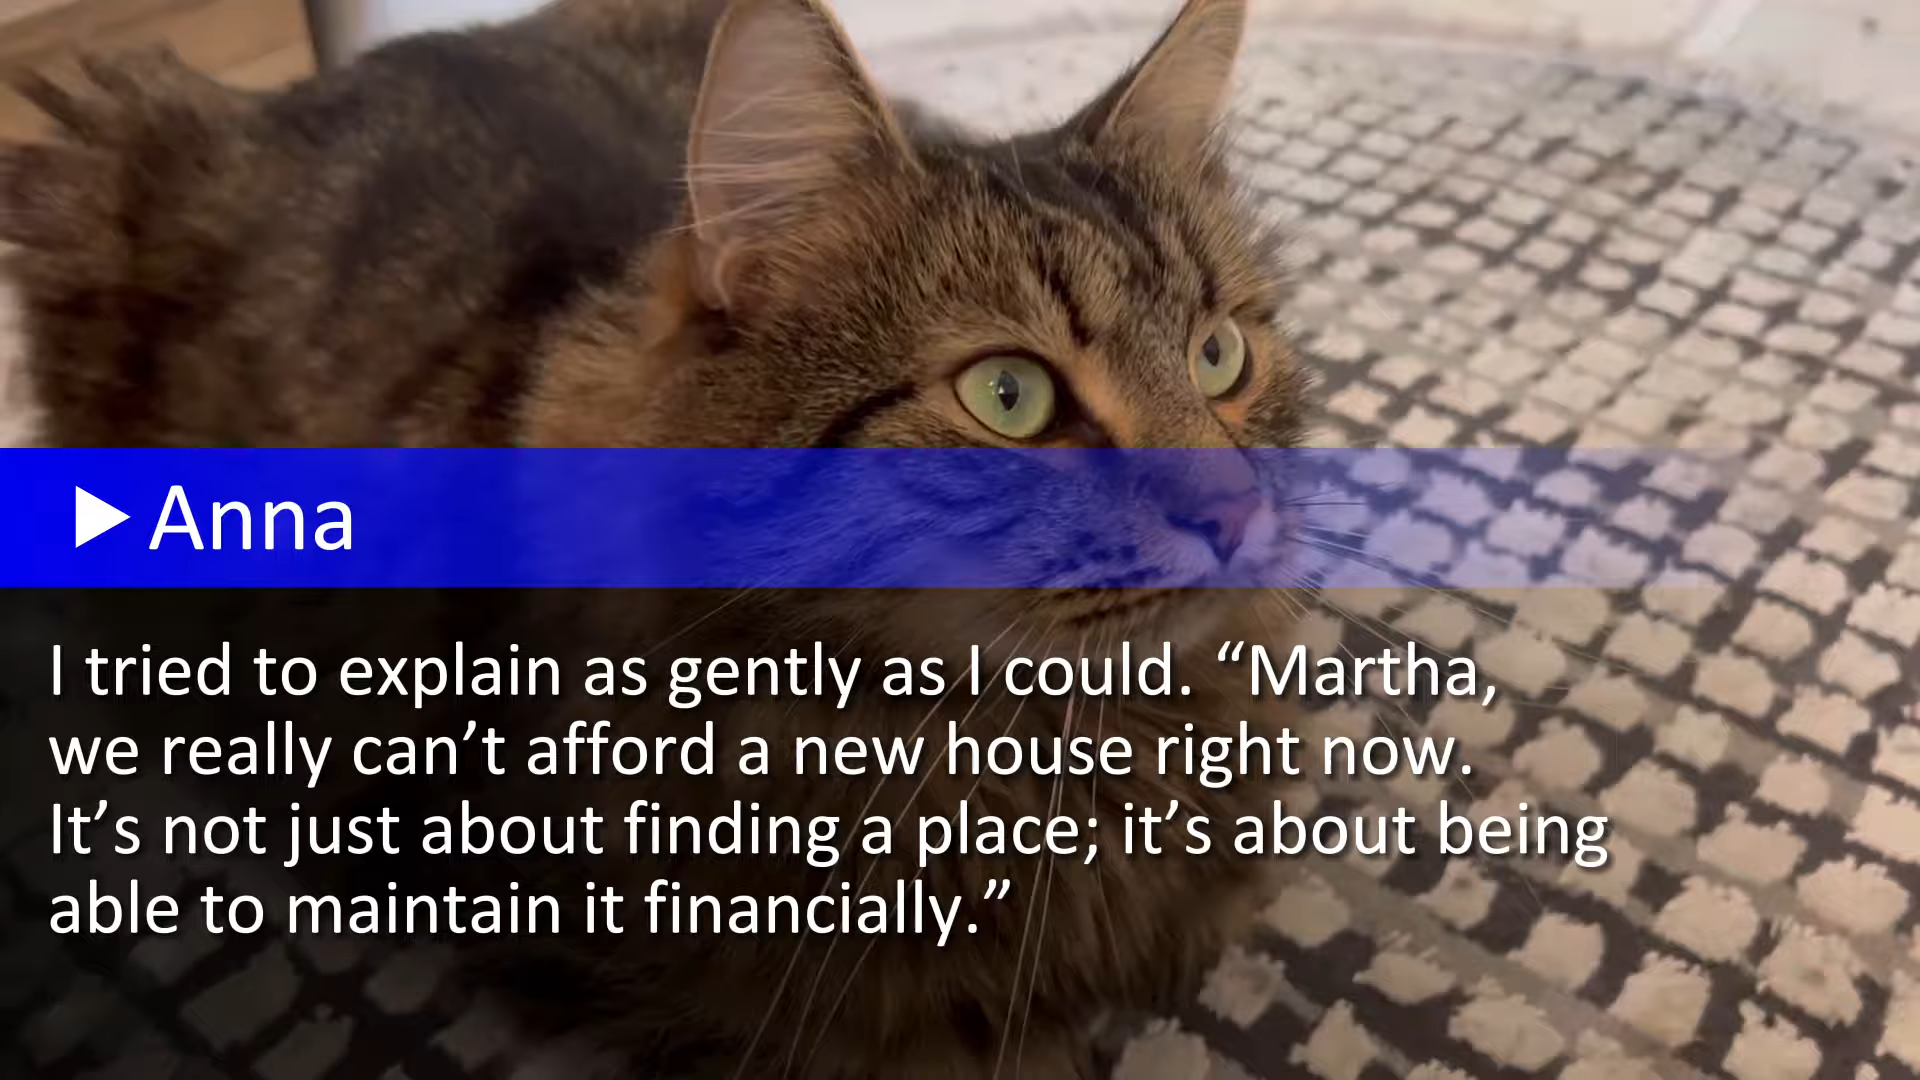 Anna
I tried to explain as gently as I could. “Martha,
we really can’t afford a new house right now.
It’s not just about finding a place; it’s about being
able to maintain it financially.”